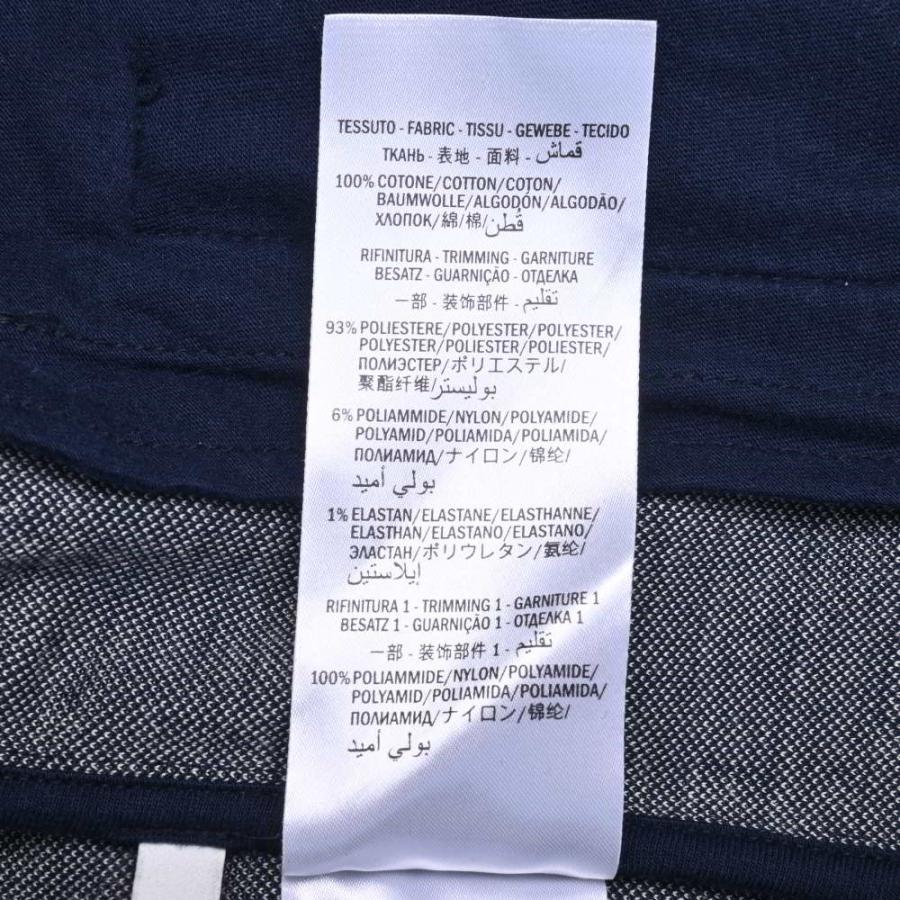 TESSUTO - FABRIC - TISSU - GEWEBE - TECIDO
ТКАНЬ - 表地 - 面料 - قماش
100% COTONE/COTTON/COTON/
BAUMWOLLE/ALGODÓN/ALGODÃO/
ХЛОПОК/綿/棉/قُطن
RIFINITURA - TRIMMING - GARNITURE
BESATZ - GUARNIÇÃO - ОТДЕЛКА
一部 - 装饰部件 - تقليم
93% POLIESTERE/POLYESTER/POLYESTER/
POLYESTER/POLIESTER/POLIESTER/
ПОЛИЭСТЕР/ポリエステル/
聚酯纤维/بوليستر
6% POLIAMMIDE/NYLON/POLYAMIDE/
POLYAMID/POLIAMIDA/POLIAMIDA/
ПОЛИАМИД/ナイロン/锦纶/
بولي أميد
1% ELASTAN/ELASTANE/ELASTHANNE/
ELASTHAN/ELASTANO/ELASTANO/
ЭЛАСТАН/ポリウレタン/氨纶/
إيلاستين
RIFINITURA 1 - TRIMMING 1 - GARNITURE 1
BESATZ 1 - GUARNIÇÃO 1 - ОТДЕЛКА 1
一部 - 装饰部件 1 - تقليم
100% POLIAMMIDE/NYLON/POLYAMIDE/
POLYAMID/POLIAMIDA/POLIAMIDA/
ПОЛИАМИД/ナイロン/锦纶/
بولي أميد